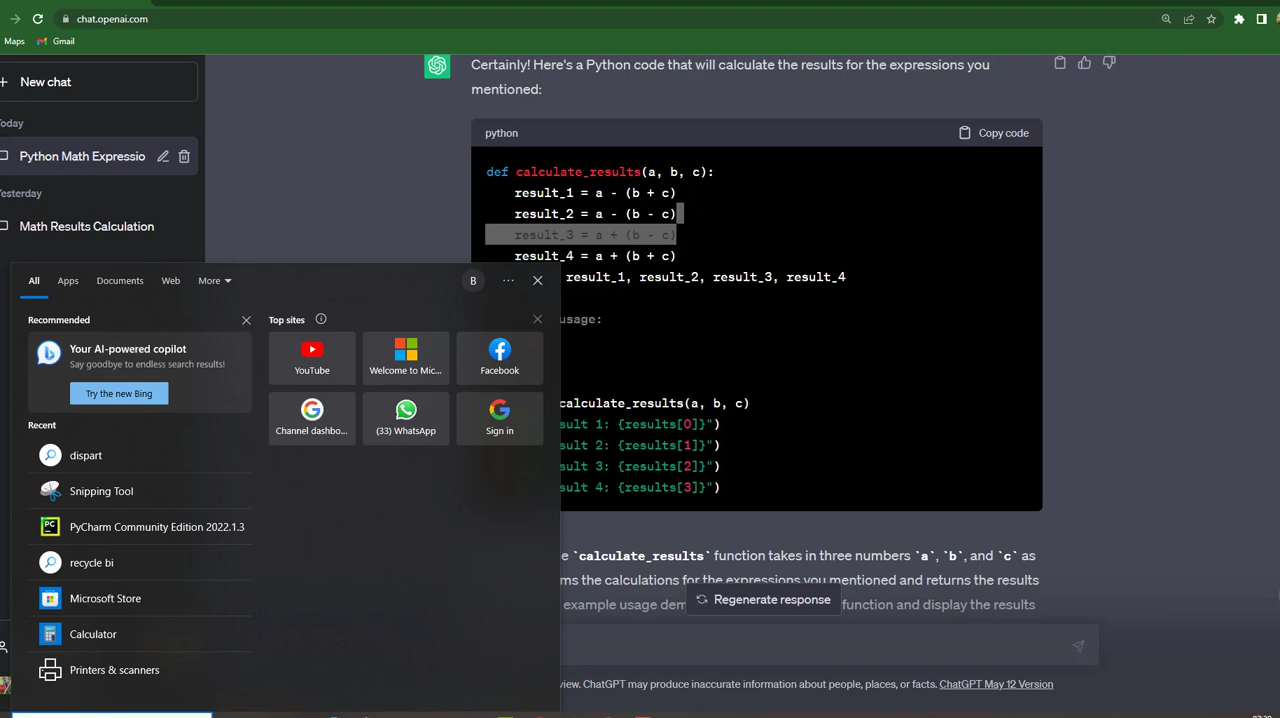 chat.openai.com
Maps
Gmail
+ New chat
Today
Python Math Expressio
Yesterday
Math Results Calculation
Certainly! Here's a Python code that will calculate the results for the expressions you
mentioned:
python
Copy code
def calculate_results(a, b, c):
result_1 = a - (b + c)
result_2 = a - (b - c)
result_3 = a + (b - c)
result_4 = a + (b + c)
result_1, result_2, result_3, result_4
usage:
calculate_results(a, b, c)
sult 1: {results[0]}")
sult 2: {results[1]}")
sult 3: {results[2]}")
sult 4: {results[3]}")
e `calculate_results` function takes in three numbers `a`, `b`, and `c` as
ms the calculations for the expressions you mentioned and returns the results
example usage dem
function and display the results
Regenerate response
view. ChatGPT may produce inaccurate information about people, places, or facts. ChatGPT May 12 Version
All
Apps
Documents
Web
More
B
Recommended
Your AI-powered copilot
Say goodbye to endless search results!
Try the new Bing
Recent
dispart
Snipping Tool
PC
PyCharm Community Edition 2022.1.3
recycle bi
Microsoft Store
Calculator
Printers & scanners
Top sites
YouTube
Welcome to Mic...
Facebook
Channel dashbo...
(33) WhatsApp
Sign in